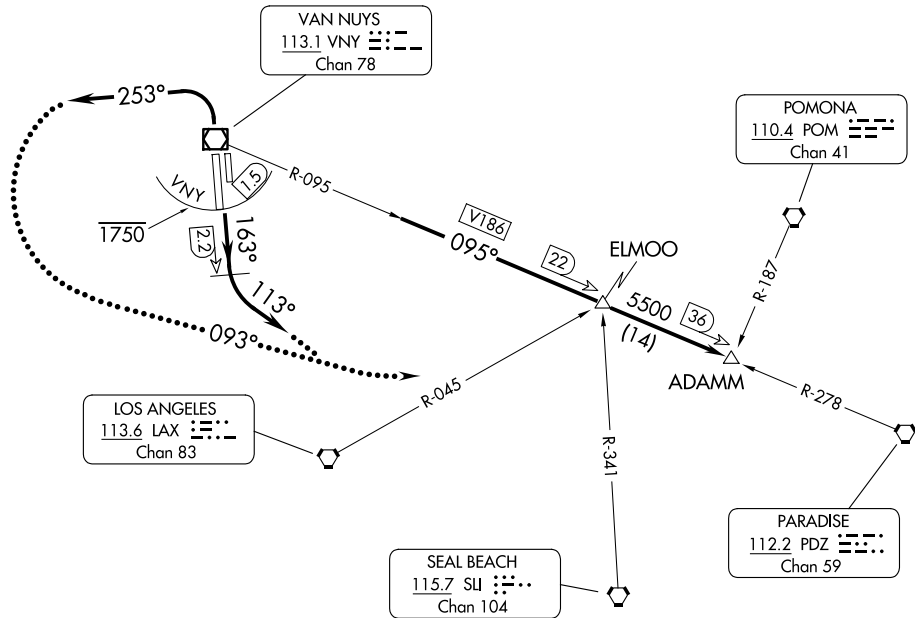 VAN NUYS
113.1 VNY
Chan 78
253°
POMONA
110.4 POM
Chan 41
R-095
VNY
1.5
1750
2.2
163°
V186
095°
22
ELMOO
R-187
113°
5500
(14)
36
093°
ADAMM
R-045
R-278
LOS ANGELES
113.6 LAX
Chan 83
R-341
PARADISE
112.2 PDZ
Chan 59
SEAL BEACH
115.7 SLI
Chan 104